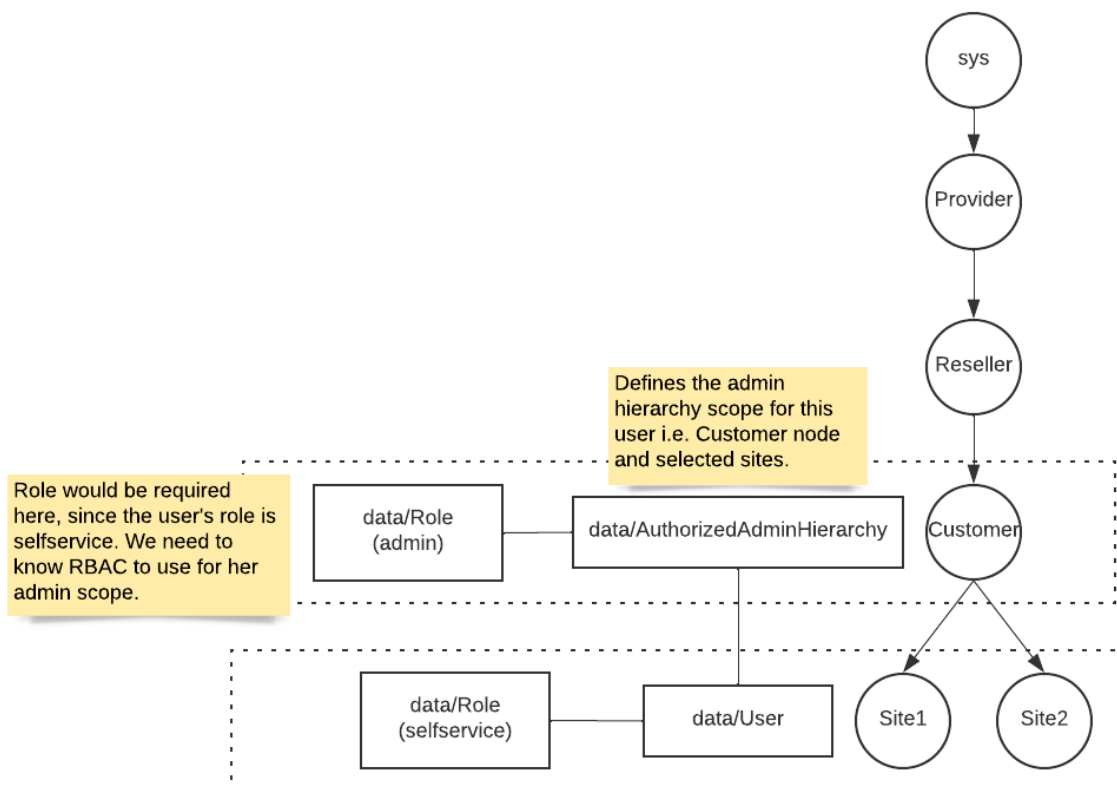 sys
Provider
Reseller
Defines the admin
hierarchy scope for this
user i.e. Customer node
and selected sites.
Role would be required
here, since the user's role is
selfservice. We need to
know RBAC to use for her
admin scope.
data/Role
(admin)
data/AuthorizedAdminHierarchy
Customer
data/Role
(selfservice)
data/User
Site1
Site2